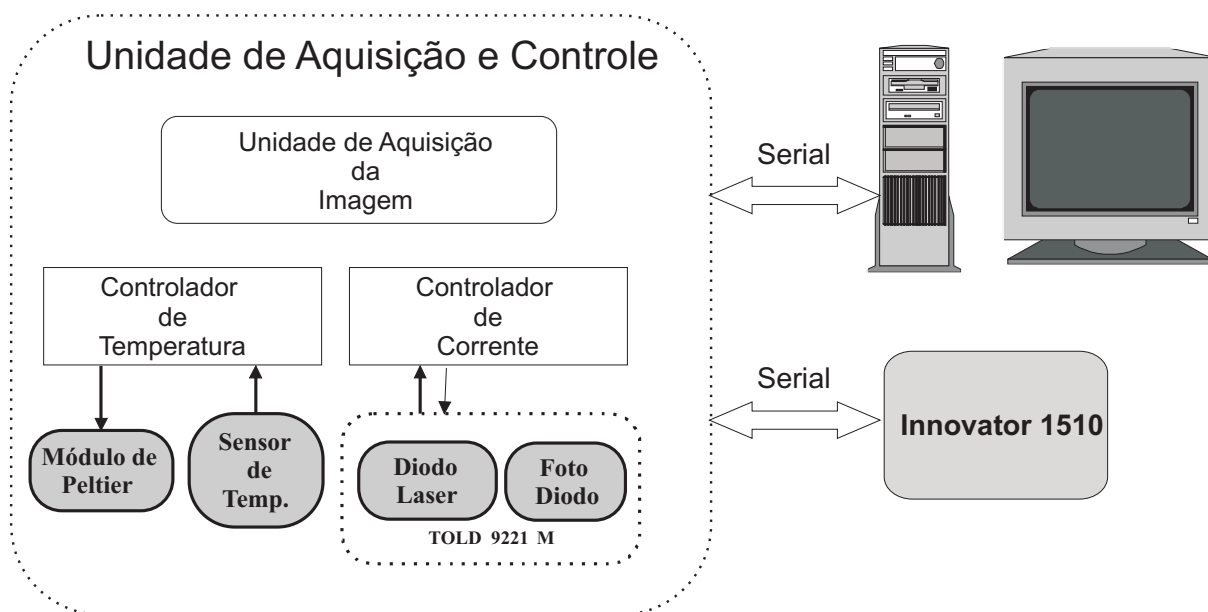 Unidade de Aquisição e Controle
Unidade de Aquisição
da
Imagem
Serial
Controlador
de
Temperatura
Controlador
de
Corrente
Serial
Innovator 1510
Módulo de
Peltier
Sensor
de
Temp.
Diodo
Laser
Foto
Diodo
TOLD 9221 M